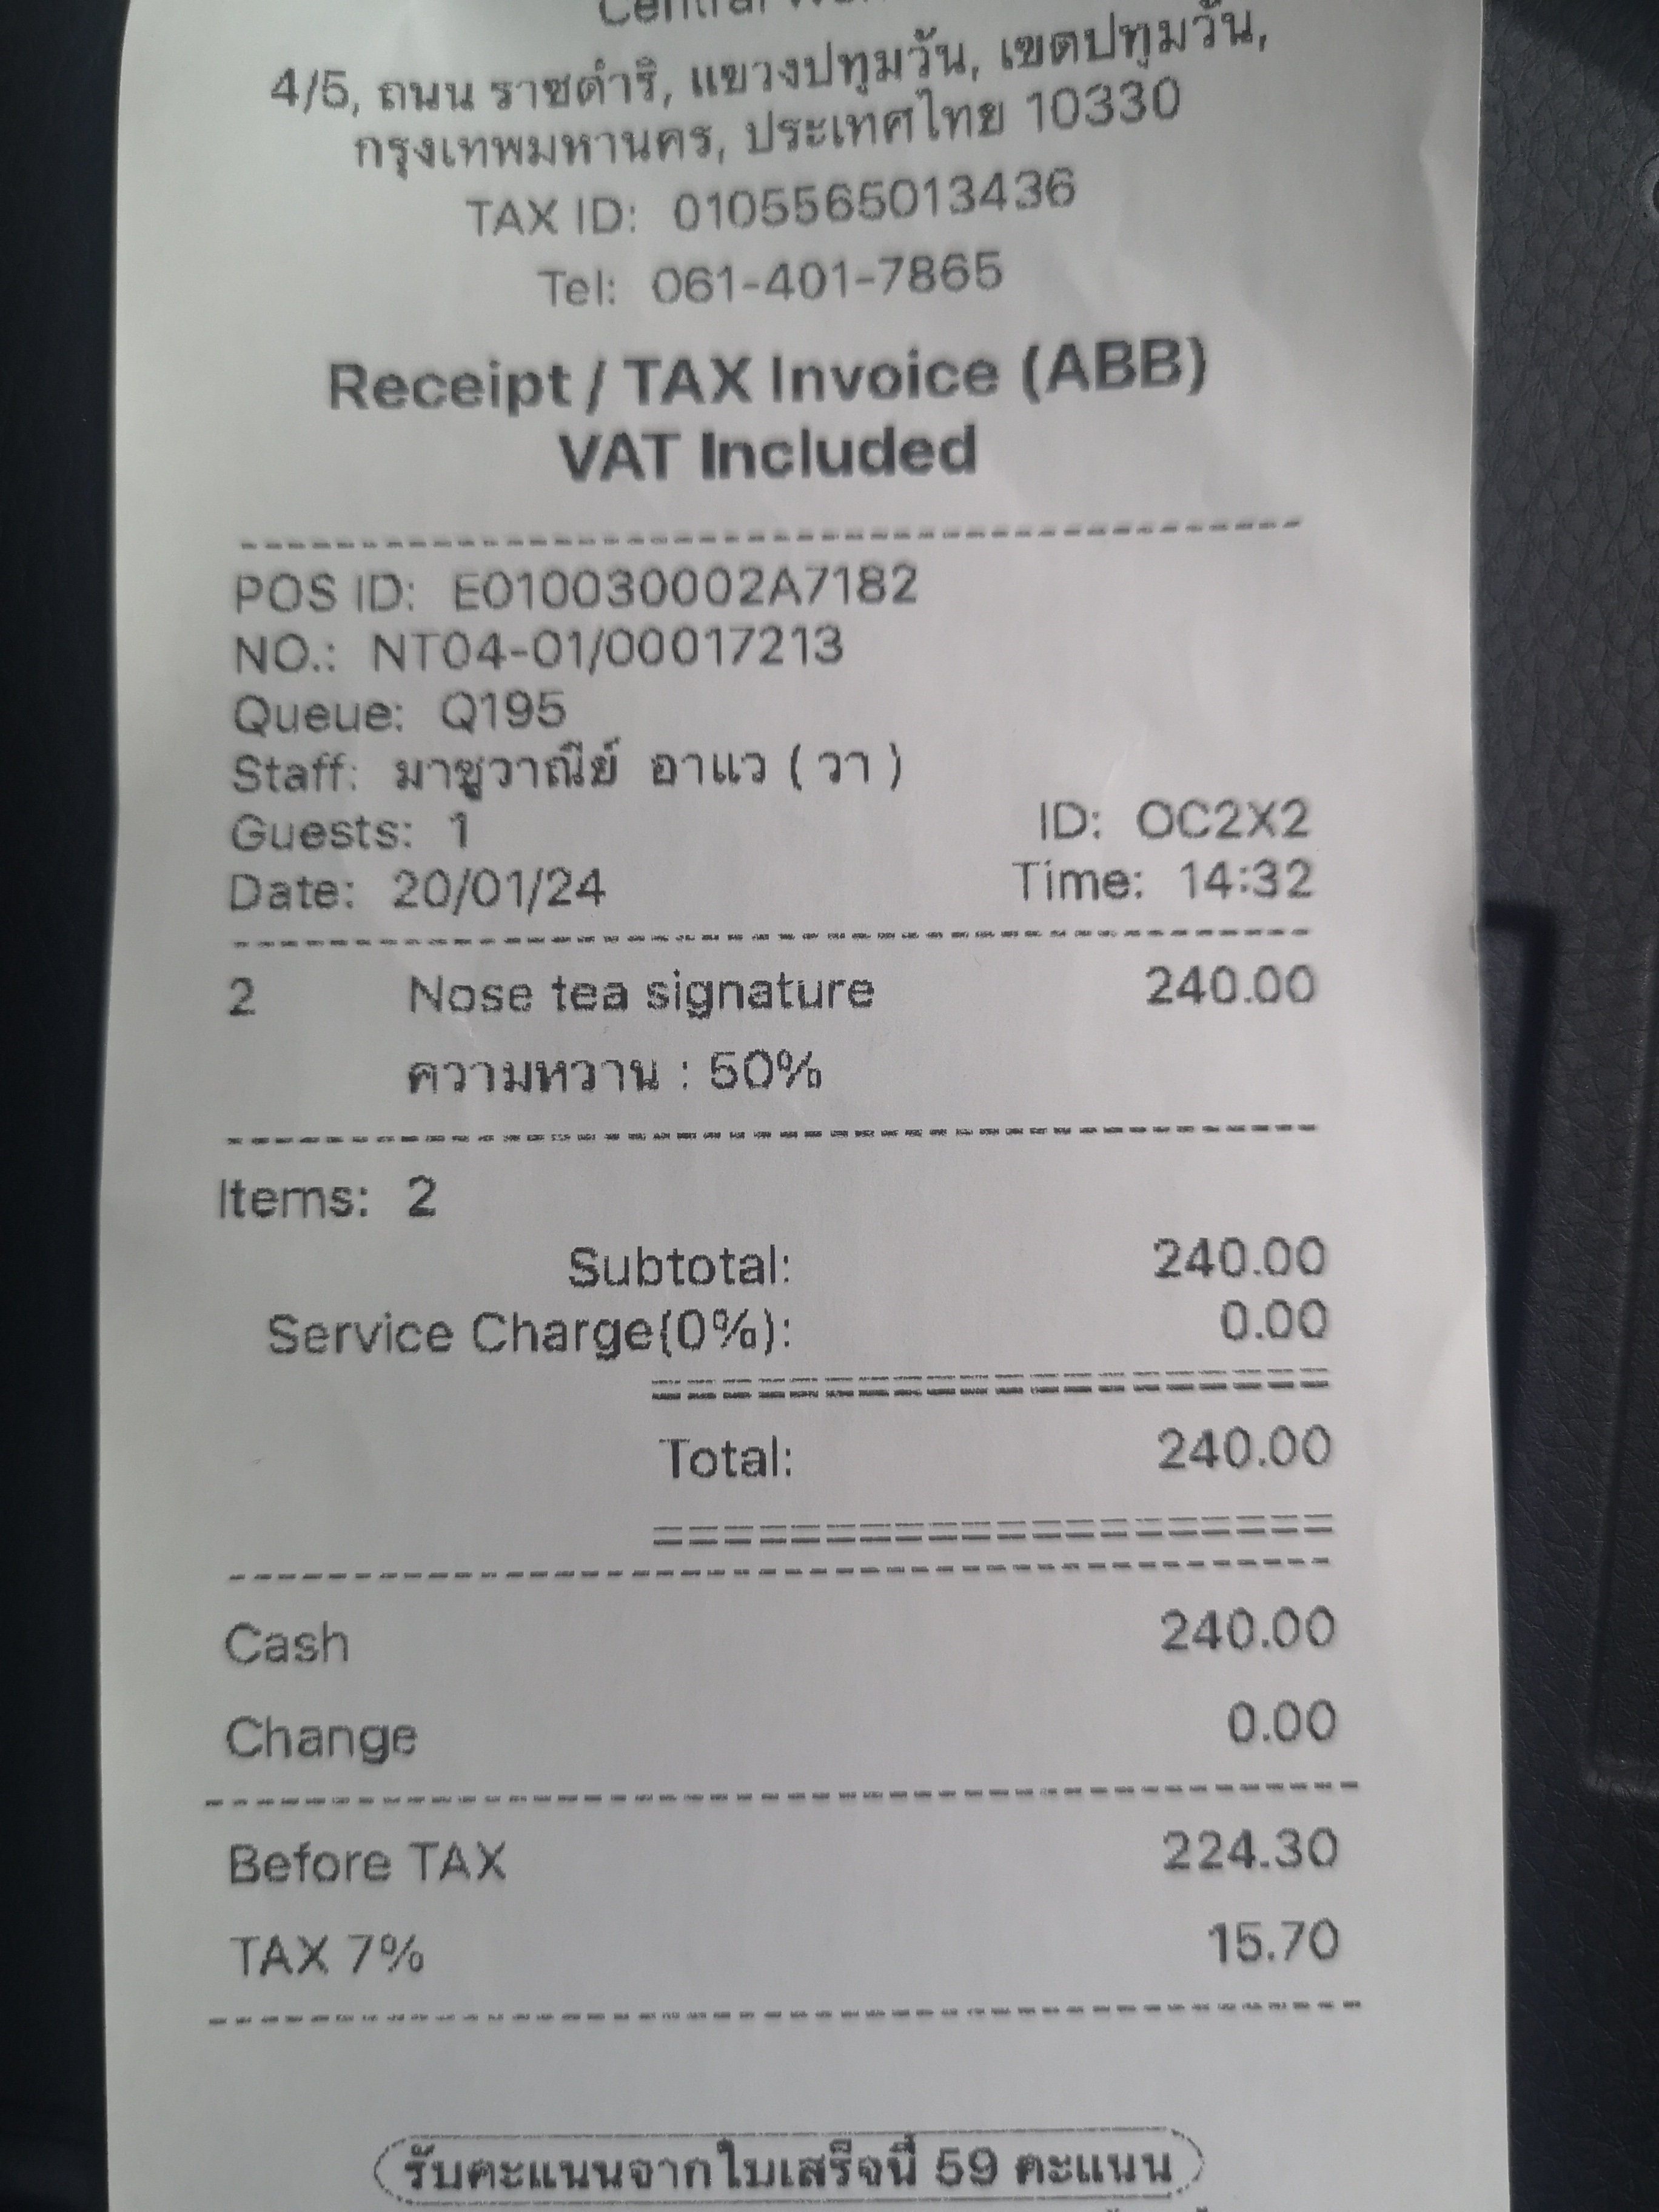 Central
4/5, ถนน ราชดำริ, แขวงปทุมวัน, เขตปทุมวัน,
กรุงเทพมหานคร, ประเทศไทย 10330
TAX ID: 0105565013436
Tel: 061-401-7865
Receipt / TAX Invoice (ABB)
VAT Included
POS ID: E010030002A7182
NO.: NT04-01/00017213
Queue: Q195
Staff: มาซูวาณีย์ อาแว ( วา )
Guests: 1 ID: OC2X2
Date: 20/01/24 Time: 14:32
2 Nose tea signature 240.00
ความหวาน : 50%
Items: 2
Subtotal: 240.00
Service Charge(0%): 0.00
Total: 240.00
Cash 240.00
Change 0.00
Before TAX 224.30
TAX 7% 15.70
รับคะแนนจากใบเสร็จนี้ 59 คะแนน